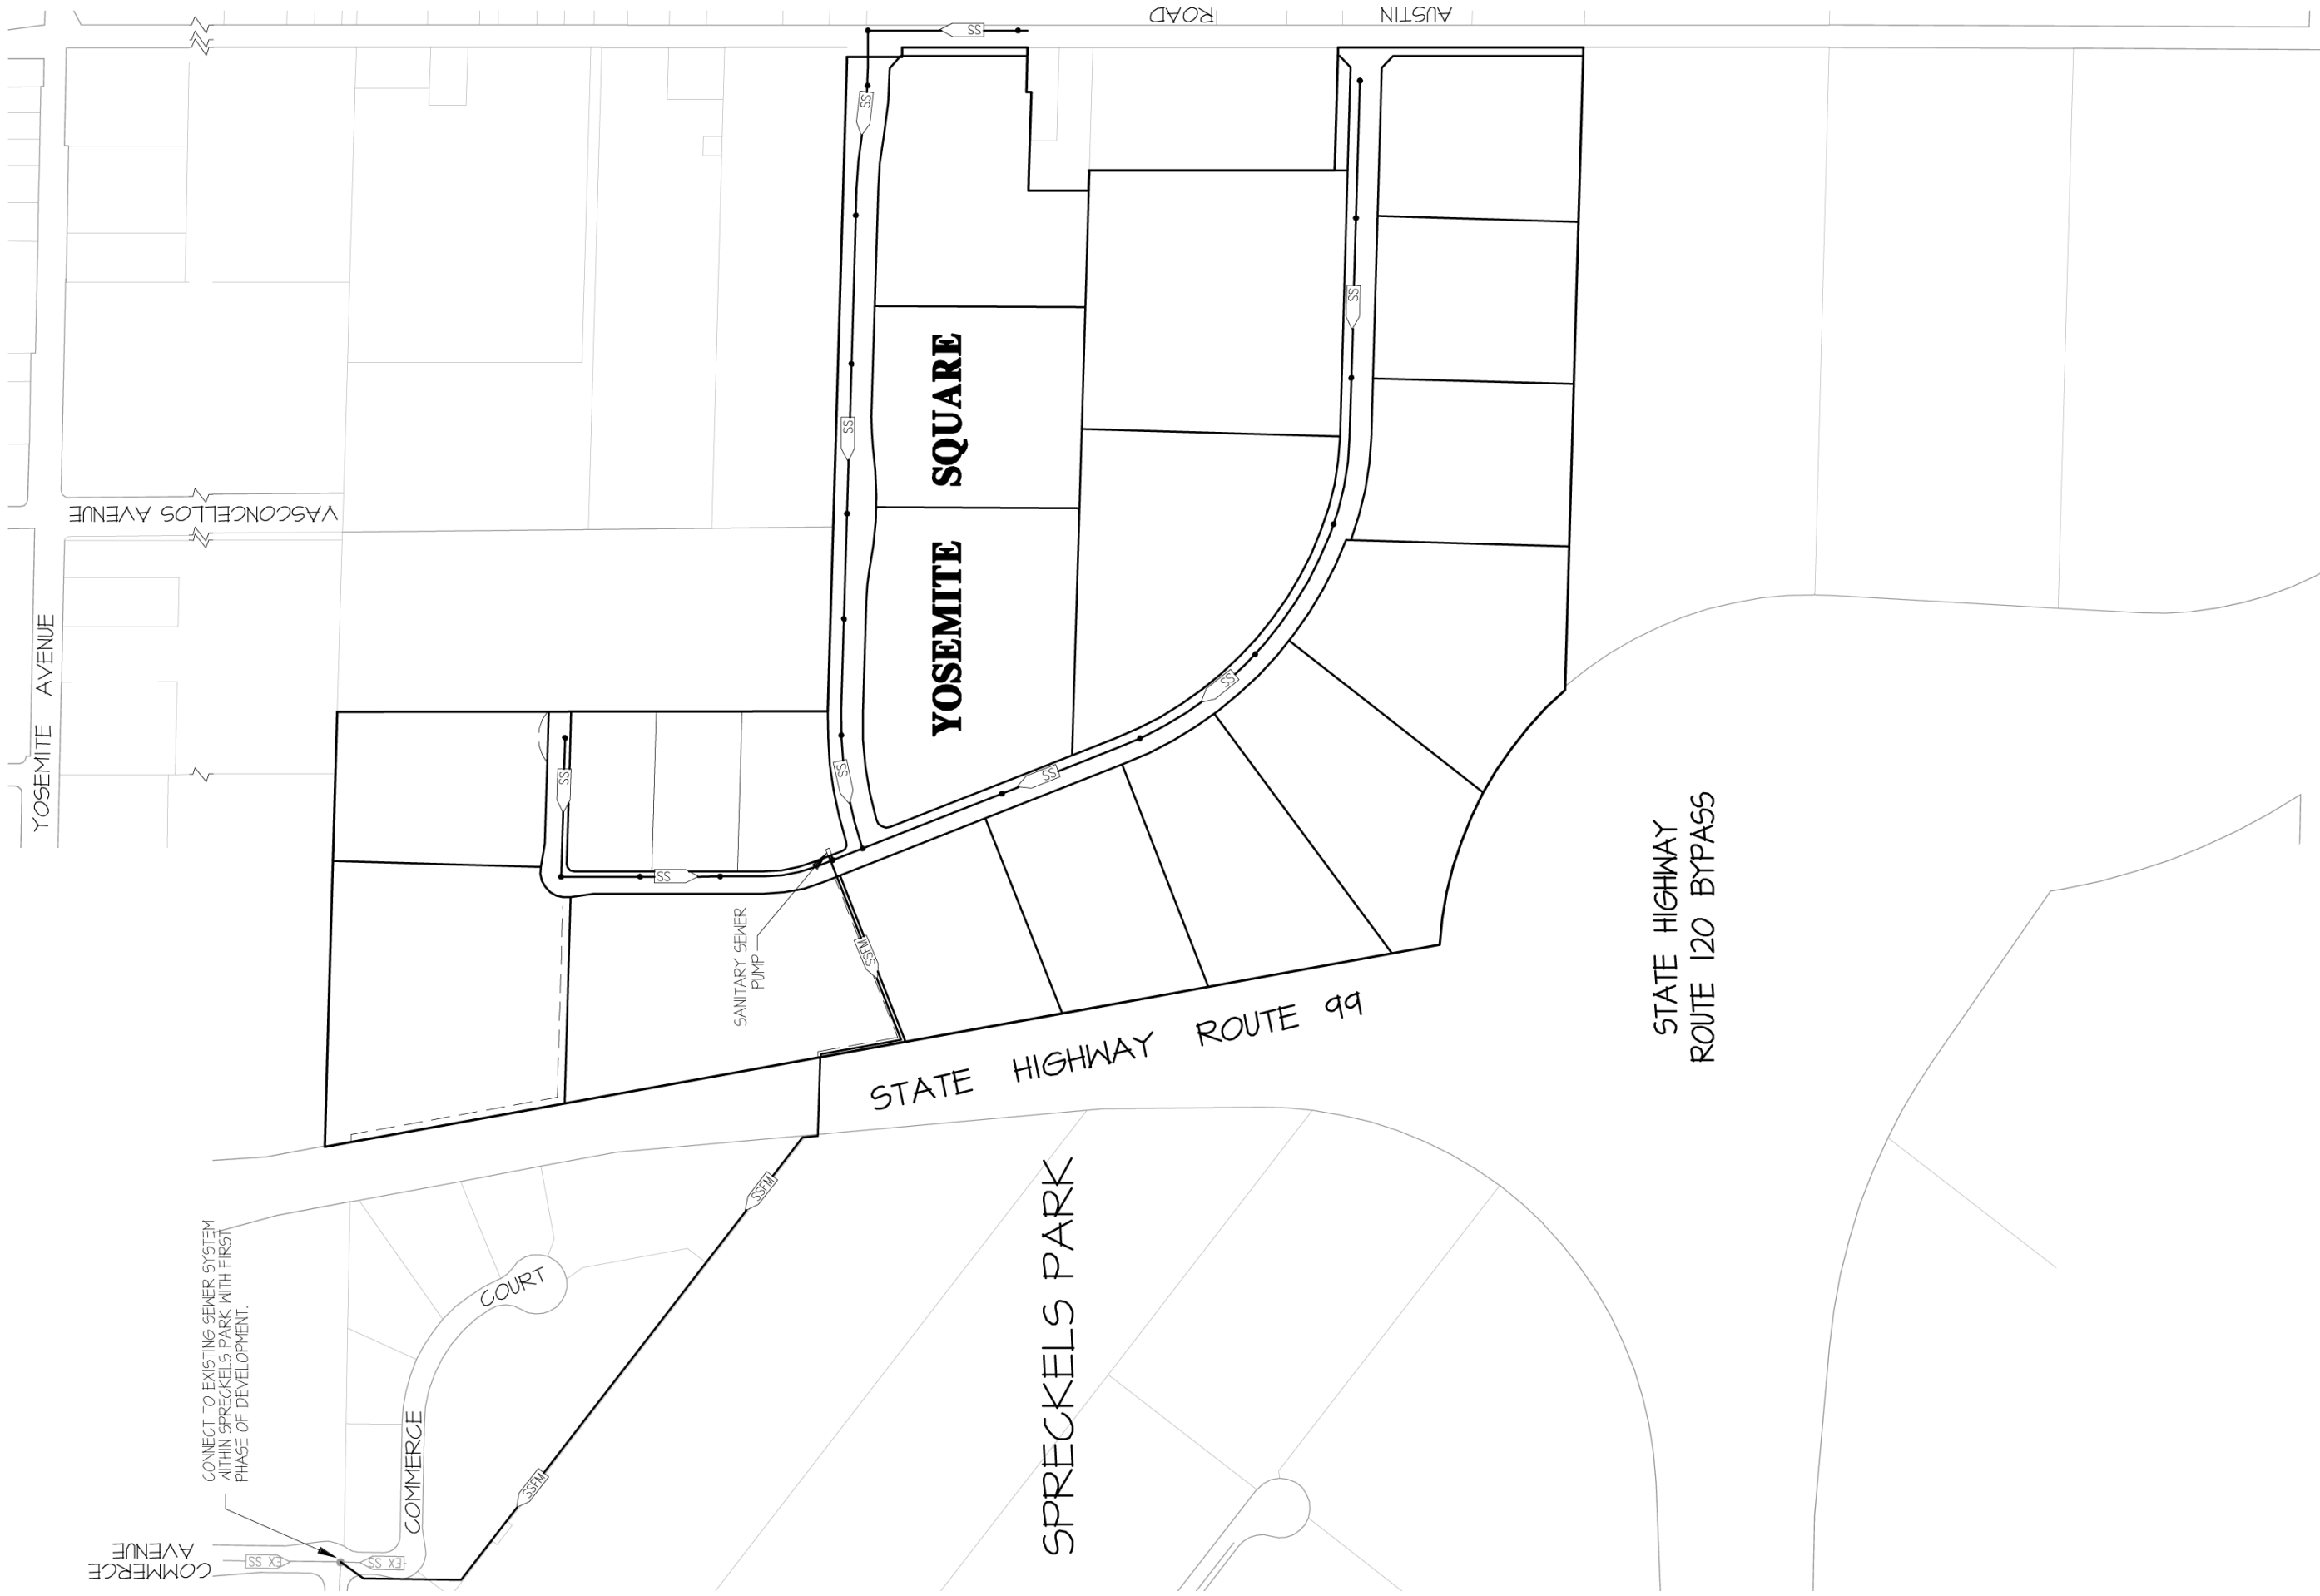 ROAD
AUSTIN
SS
SS
SS
SS
SS
SS
SS
SS
SS
VASCONCELLOS AVENUE
YOSEMITE AVENUE
YOSEMITE SQUARE
SANITARY SEWER
PUMP
SSFM
STATE HIGHWAY ROUTE 99
STATE HIGHWAY
ROUTE 120 BYPASS
SSFM
SSFM
SPRECKELS PARK
CONNECT TO EXISTING SEWER SYSTEM
WITHIN SPRECKELS PARK WITH FIRST
PHASE OF DEVELOPMENT.
COURT
COMMERCE
COMMERCE
AVENUE
EX SS
EX SS